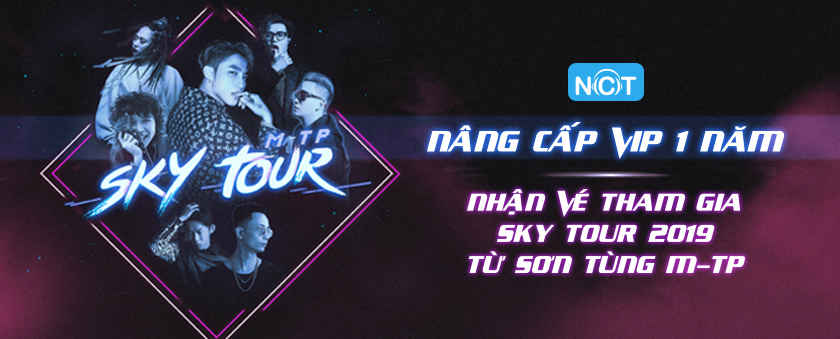 M-TP
SKY TOUR
NCT
NÂNG CẤP VIP 1 NĂM
NHẬN VÉ THAM GIA
SKY TOUR 2019
TỪ SƠN TÙNG M-TP